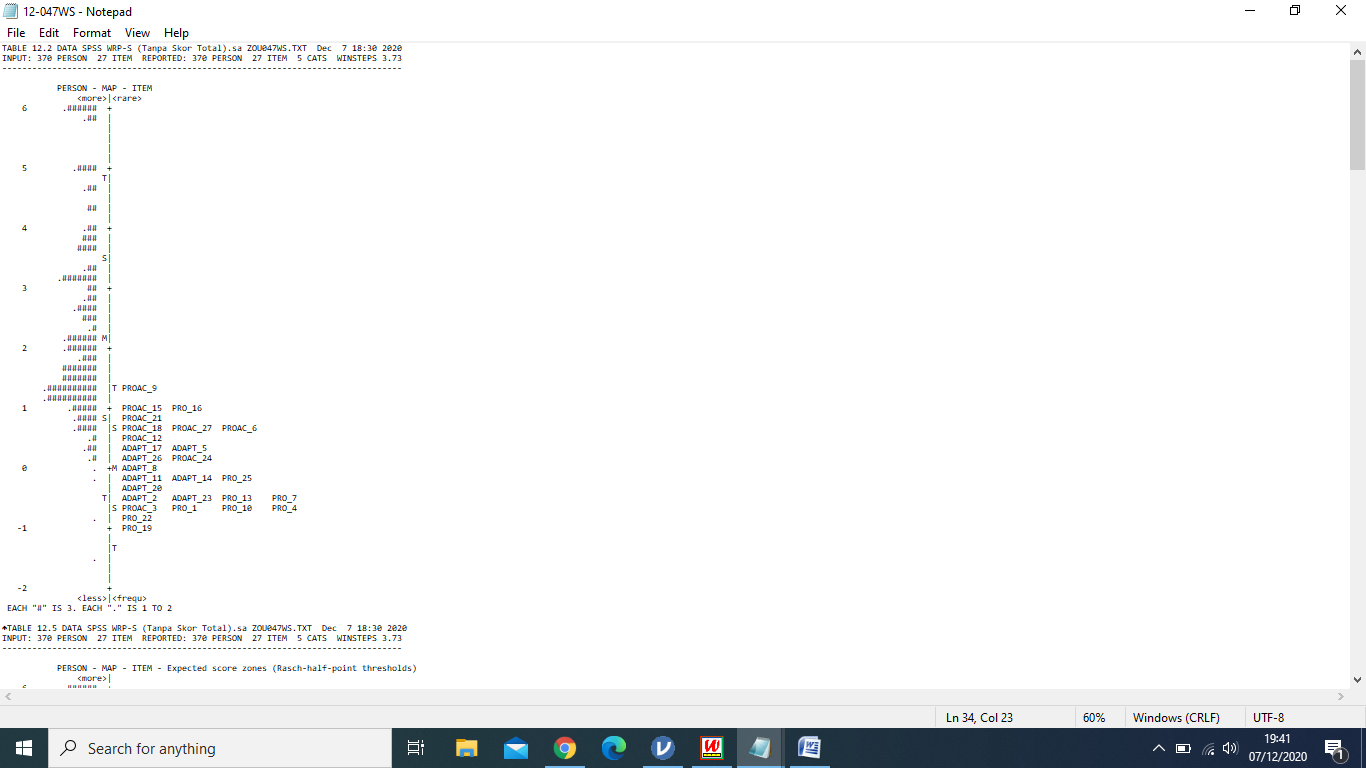 12-047WS - Notepad
File Edit Format View Help
TABLE 12.2 DATA SPSS WRP-S (Tanpa Skor Total).sa ZOU047WS.TXT  Dec  7 18:30 2020
INPUT: 370 PERSON  27 ITEM  REPORTED: 370 PERSON  27 ITEM  5 CATS  WINSTEPS 3.73
--------------------------------------------------------------------------------
           PERSON - MAP - ITEM
               <more>|<rare>
    6       .######  +
                .##  |
                     |
                     |
                     |
                     |
    5         .####  +
                    T|
                .##  |
                     |
                 ##  |
                     |
    4           .##  +
                ###  |
               ####  |
                    S|
                .##  |
           .#######  |
    3            ##  +
                .##  |
              .####  |
                ###  |
                 .#  |
            .###### M|
    2       .######  +
               .###  |
            #######  |
            #######  |
        .##########  |T PROAC_9
        .##########  |
    1        .#####  +  PROAC_15  PRO_16
              .#### S|  PROAC_21
              .####  |S PROAC_18  PROAC_27  PROAC_6
                 .#  |  PROAC_12
                .##  |  ADAPT_17  ADAPT_5
                 .#  |  ADAPT_26  PROAC_24
    0             .  +M ADAPT_8
                  .  |  ADAPT_11  ADAPT_14  PRO_25
                     |  ADAPT_20
                    T|  ADAPT_2   ADAPT_23  PRO_13    PRO_7
                     |S PROAC_3   PRO_1     PRO_10    PRO_4
                  .  |  PRO_22
   -1                +  PRO_19
                     |
                     |T
                  .  |
                     |
                     |
   -2                +
               <less>|<frequ>
 EACH "#" IS 3. EACH "." IS 1 TO 2
TABLE 12.5 DATA SPSS WRP-S (Tanpa Skor Total).sa ZOU047WS.TXT  Dec  7 18:30 2020
INPUT: 370 PERSON  27 ITEM  REPORTED: 370 PERSON  27 ITEM  5 CATS  WINSTEPS 3.73
--------------------------------------------------------------------------------
           PERSON - MAP - ITEM - Expected score zones (Rasch-half-point thresholds)
               <more>|
Ln 34, Col 23 60% Windows (CRLF) UTF-8
Search for anything
19:41
07/12/2020
1